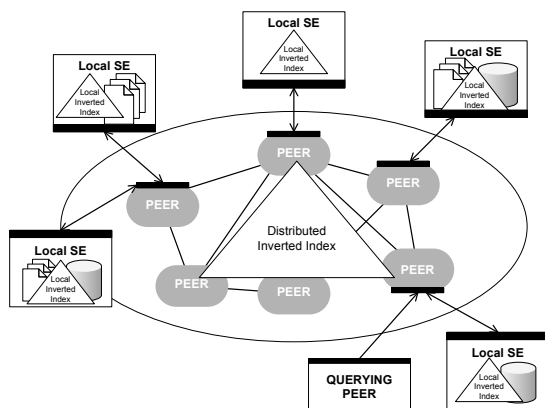 Local SE
Local
Inverted
Index
Local SE
Local
Inverted
Index
Local SE
Local
Inverted
Index
PEER
PEER
PEER
Distributed
Inverted Index
Local SE
Local
Inverted
Index
PEER
PEER
PEER
QUERYING
PEER
Local SE
Local
Inverted
Index